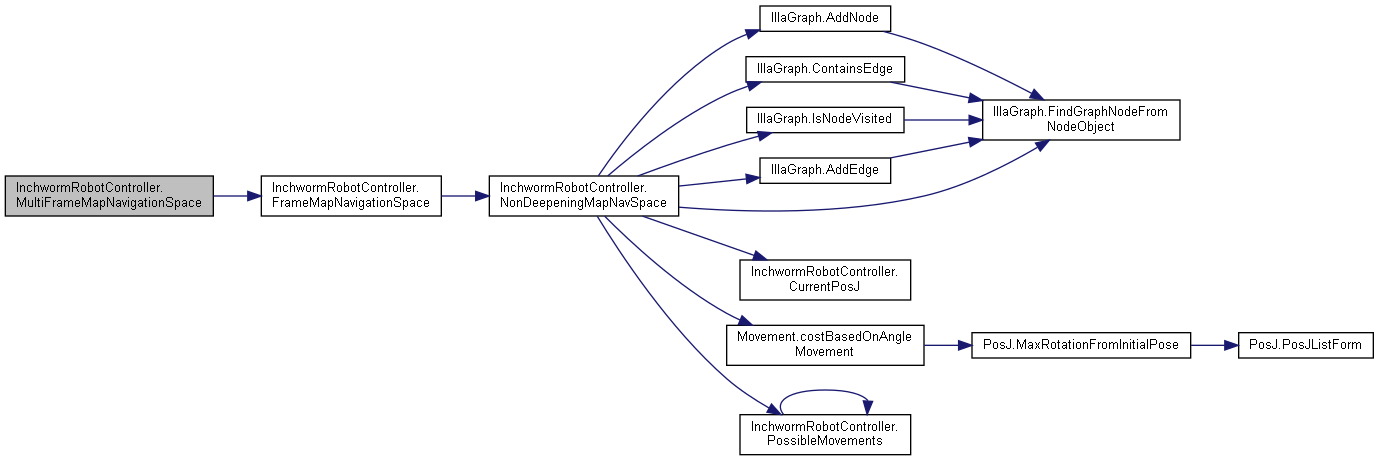 InchwormRobotController.
MultiFrameMapNavigationSpace
InchwormRobotController.
FrameMapNavigationSpace
InchwormRobotController.
NonDeepeningMapNavSpace
IllaGraph.AddNode
IllaGraph.ContainsEdge
IllaGraph.IsNodeVisited
IllaGraph.AddEdge
IllaGraph.FindGraphNodeFrom
NodeObject
InchwormRobotController.
CurrentPosJ
Movement.costBasedOnAngle
Movement
PosJ.MaxRotationFromInitialPose
PosJ.PosJListForm
InchwormRobotController.
PossibleMovements